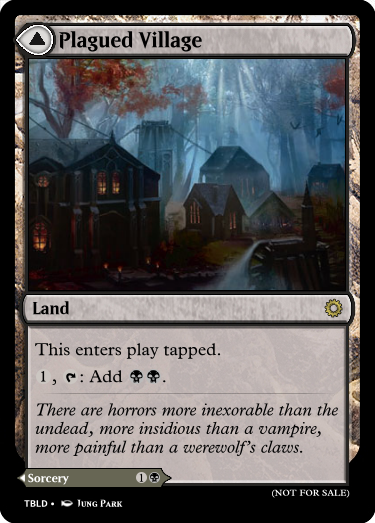 Plagued Village
Land
This enters play tapped.
1 , : Add .
There are horrors more inexorable than the
undead, more insidious than a vampire,
more painful than a werewolf's claws.
Sorcery 1
(NOT FOR SALE)
TBLD • Jung Park